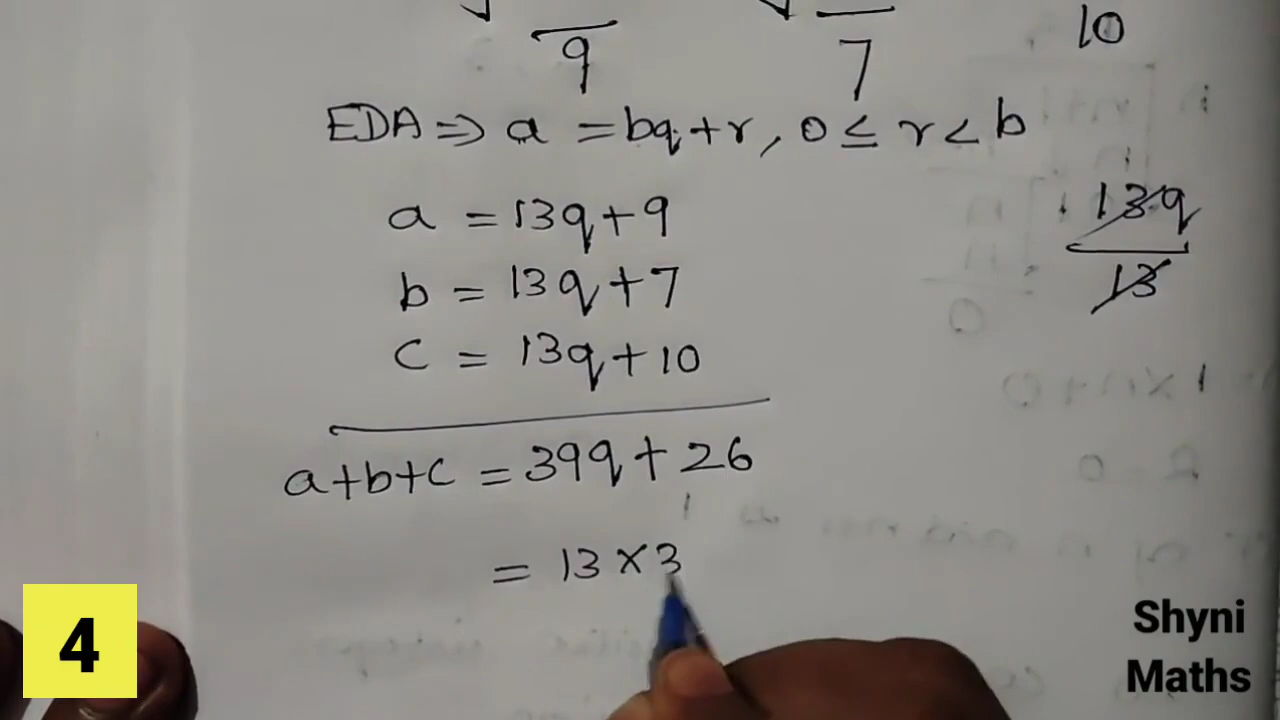 9 7 10
EDA ⇒ a = bq + r, 0 ≤ r < b
a = 13q + 9
13q
b = 13q + 7
13
c = 13q + 10
a+b+c = 39q + 26
= 13 × 3
4
Shyni
Maths